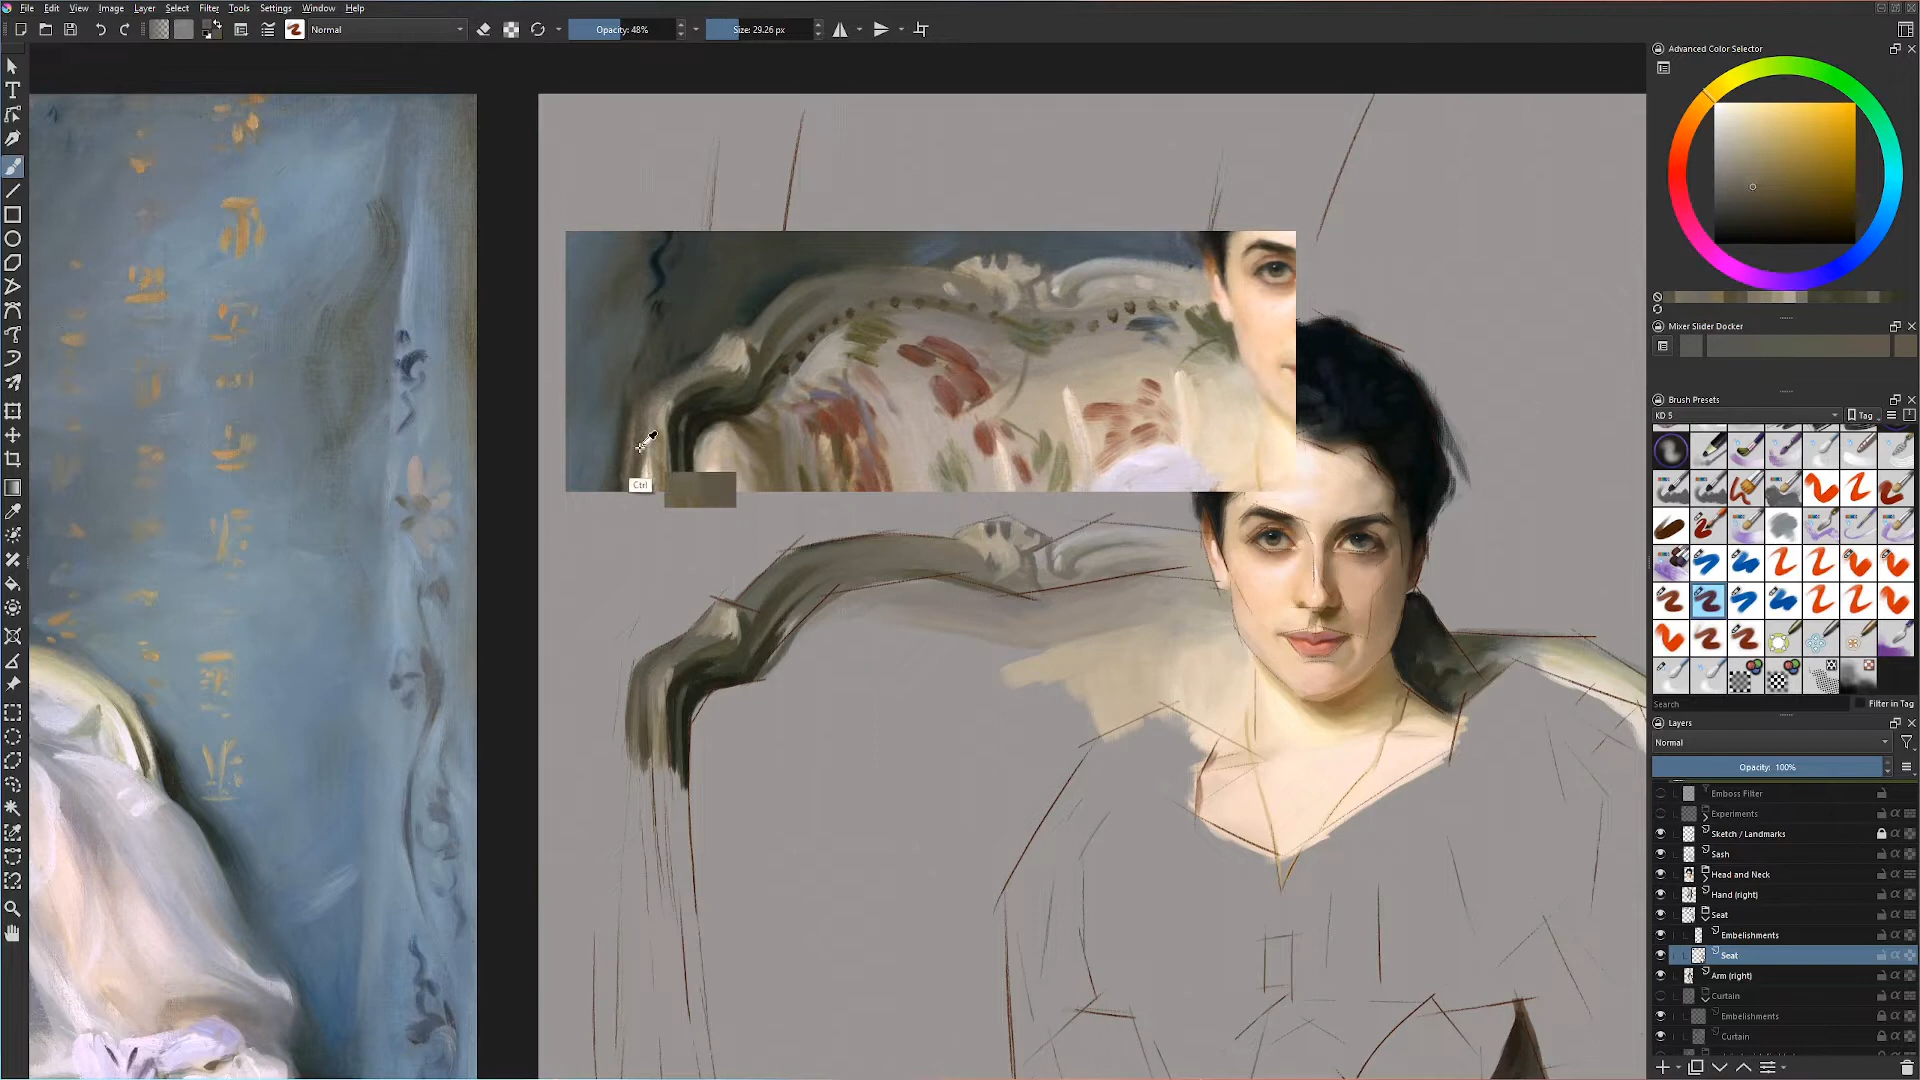 File Edit View Image Layer Select Filter Tools Settings Window Help
Normal
Opacity: 48%
Size: 29.26 px
Advanced Color Selector
Ctrl
Mixer Slider Docker
Brush Presets
KD 5
Tag
Search
Filter in Tag
Layers
Normal
Opacity: 100%
Emboss Filter
Experiments
Sketch / Landmarks
Sash
Head and Neck
Hand (right)
Seat
Embelishments
Seat
Arm (right)
Curtain
Embelishments
Curtain